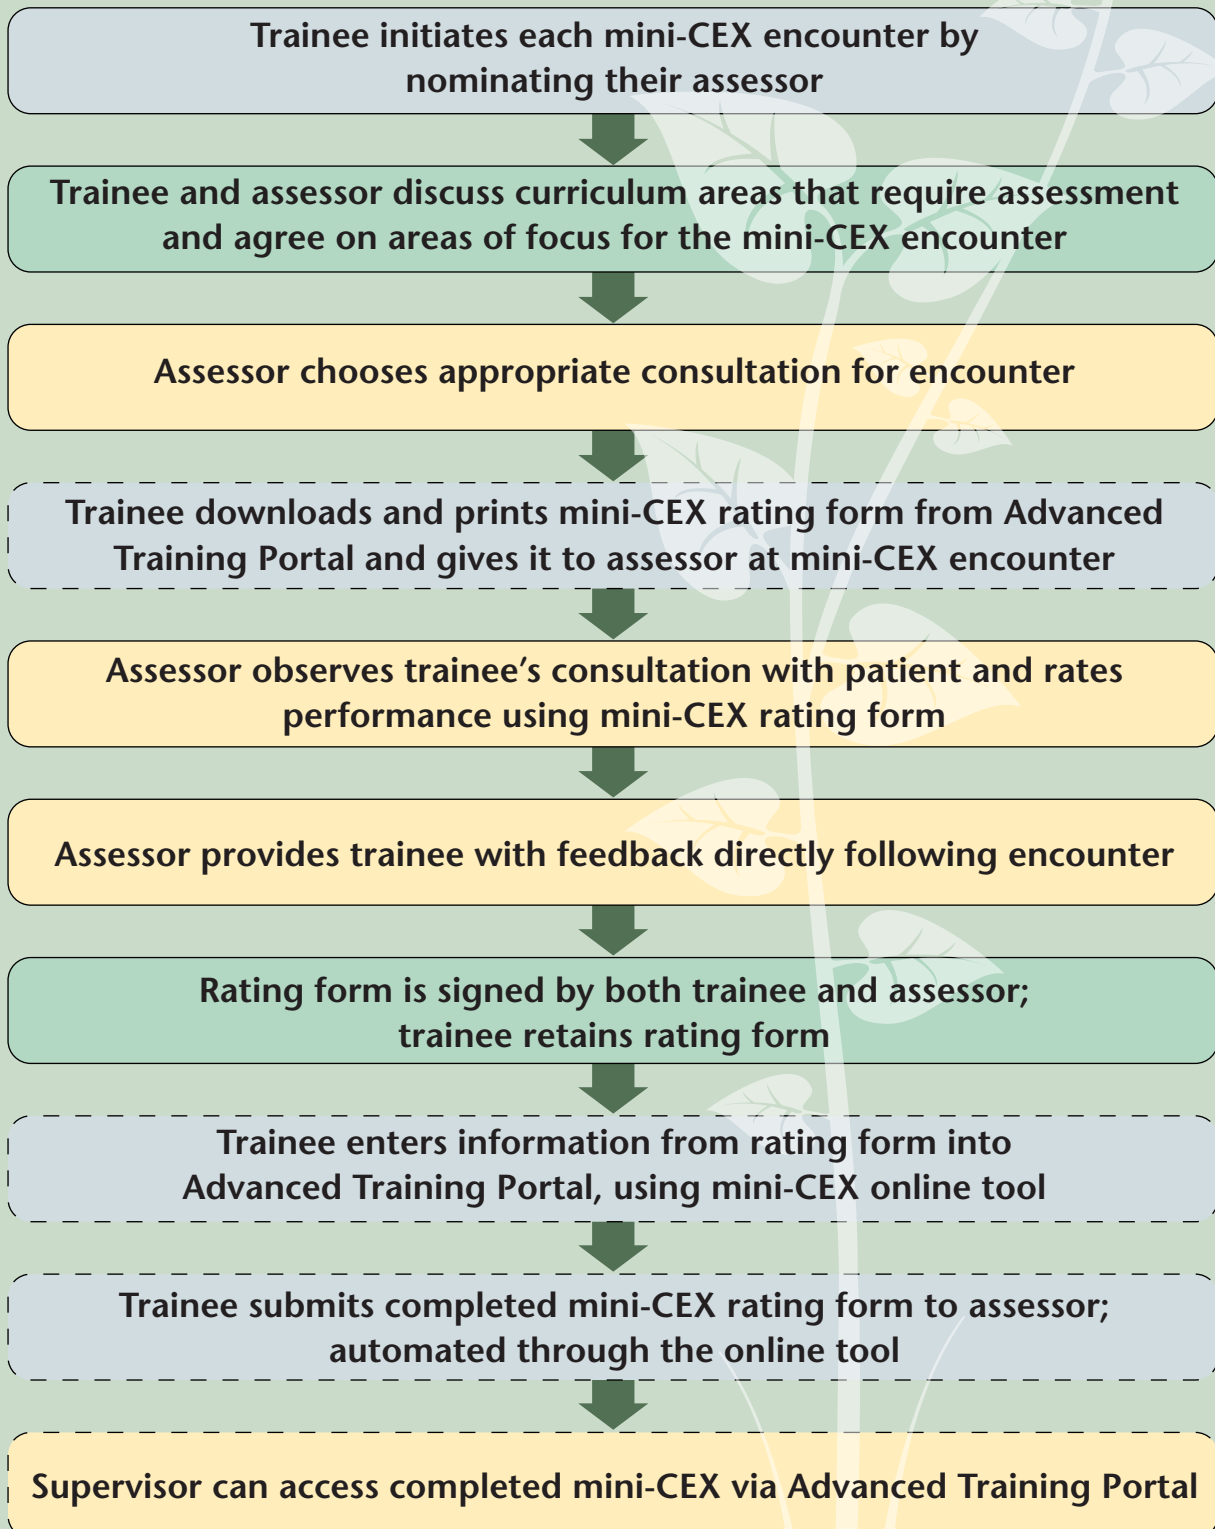 Trainee initiates each mini-CEX encounter by
nominating their assessor
Trainee and assessor discuss curriculum areas that require assessment
and agree on areas of focus for the mini-CEX encounter
Assessor chooses appropriate consultation for encounter
Trainee downloads and prints mini-CEX rating form from Advanced
Training Portal and gives it to assessor at mini-CEX encounter
Assessor observes trainee’s consultation with patient and rates
performance using mini-CEX rating form
Assessor provides trainee with feedback directly following encounter
Rating form is signed by both trainee and assessor;
trainee retains rating form
Trainee enters information from rating form into
Advanced Training Portal, using mini-CEX online tool
Trainee submits completed mini-CEX rating form to assessor;
automated through the online tool
Supervisor can access completed mini-CEX via Advanced Training Portal